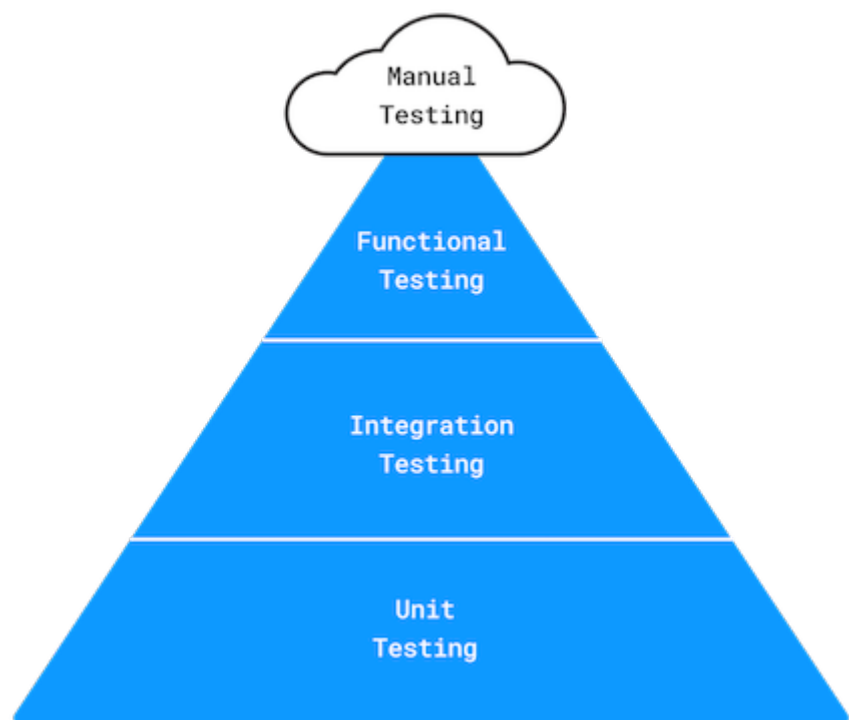 Manual
Testing
Functional
Testing
Integration
Testing
Unit
Testing